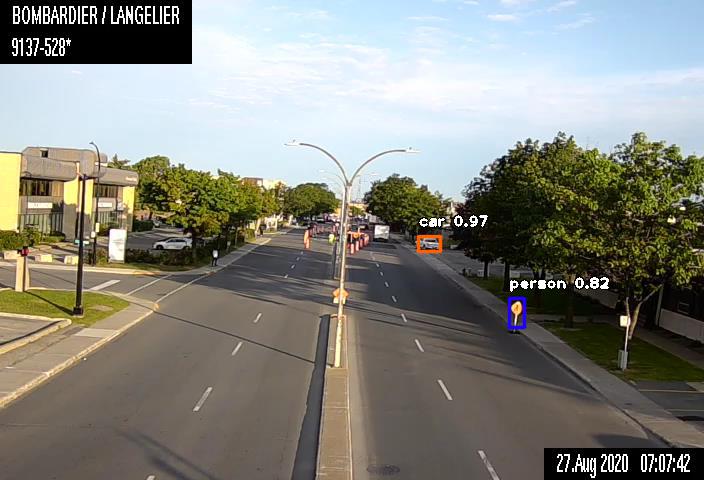 BOMBARDIER / LANGELIER
9137-528*
car 0.97
person 0.82
27.Aug 2020 07:07:42